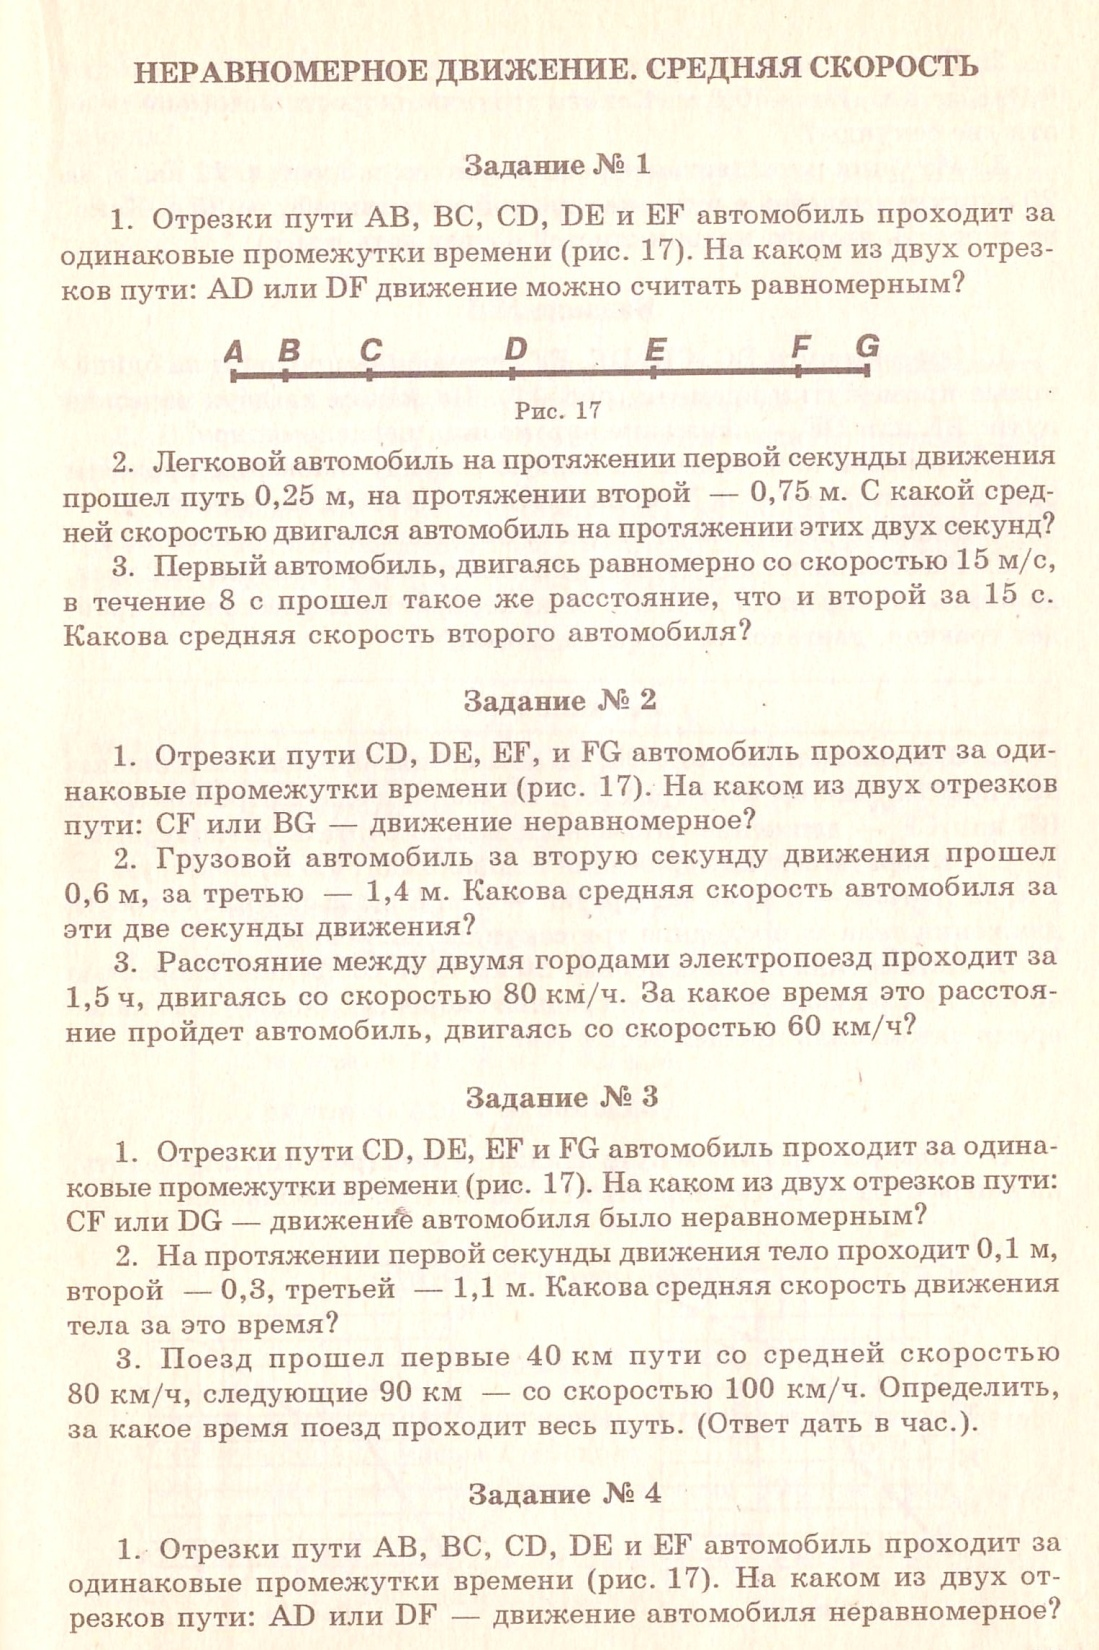 НЕРАВНОМЕРНОЕ ДВИЖЕНИЕ. СРЕДНЯЯ СКОРОСТЬ
Задание № 1
1. Отрезки пути AB, BC, CD, DE и EF автомобиль проходит за
одинаковые промежутки времени (рис. 17). На каком из двух отрез-
ков пути: AD или DF движение можно считать равномерным?
A B C D E F G
Рис. 17
2. Легковой автомобиль на протяжении первой секунды движения
прошел путь 0,25 м, на протяжении второй — 0,75 м. С какой сред-
ней скоростью двигался автомобиль на протяжении этих двух секунд?
3. Первый автомобиль, двигаясь равномерно со скоростью 15 м/с,
в течение 8 с прошел такое же расстояние, что и второй за 15 с.
Какова средняя скорость второго автомобиля?
Задание № 2
1. Отрезки пути CD, DE, EF, и FG автомобиль проходит за оди-
наковые промежутки времени (рис. 17). На каком из двух отрезков
пути: CF или BG — движение неравномерное?
2. Грузовой автомобиль за вторую секунду движения прошел
0,6 м, за третью — 1,4 м. Какова средняя скорость автомобиля за
эти две секунды движения?
3. Расстояние между двумя городами электропоезд проходит за
1,5 ч, двигаясь со скоростью 80 км/ч. За какое время это расстоя-
ние пройдет автомобиль, двигаясь со скоростью 60 км/ч?
Задание № 3
1. Отрезки пути CD, DE, EF и FG автомобиль проходит за одина-
ковые промежутки времени (рис. 17). На каком из двух отрезков пути:
CF или DG — движение автомобиля было неравномерным?
2. На протяжении первой секунды движения тело проходит 0,1 м,
второй — 0,3, третьей — 1,1 м. Какова средняя скорость движения
тела за это время?
3. Поезд прошел первые 40 км пути со средней скоростью
80 км/ч, следующие 90 км — со скоростью 100 км/ч. Определить,
за какое время поезд проходит весь путь. (Ответ дать в час.).
Задание № 4
1. Отрезки пути AB, BC, CD, DE и EF автомобиль проходит за
одинаковые промежутки времени (рис. 17). На каком из двух от-
резков пути: AD или DF — движение автомобиля неравномерное?